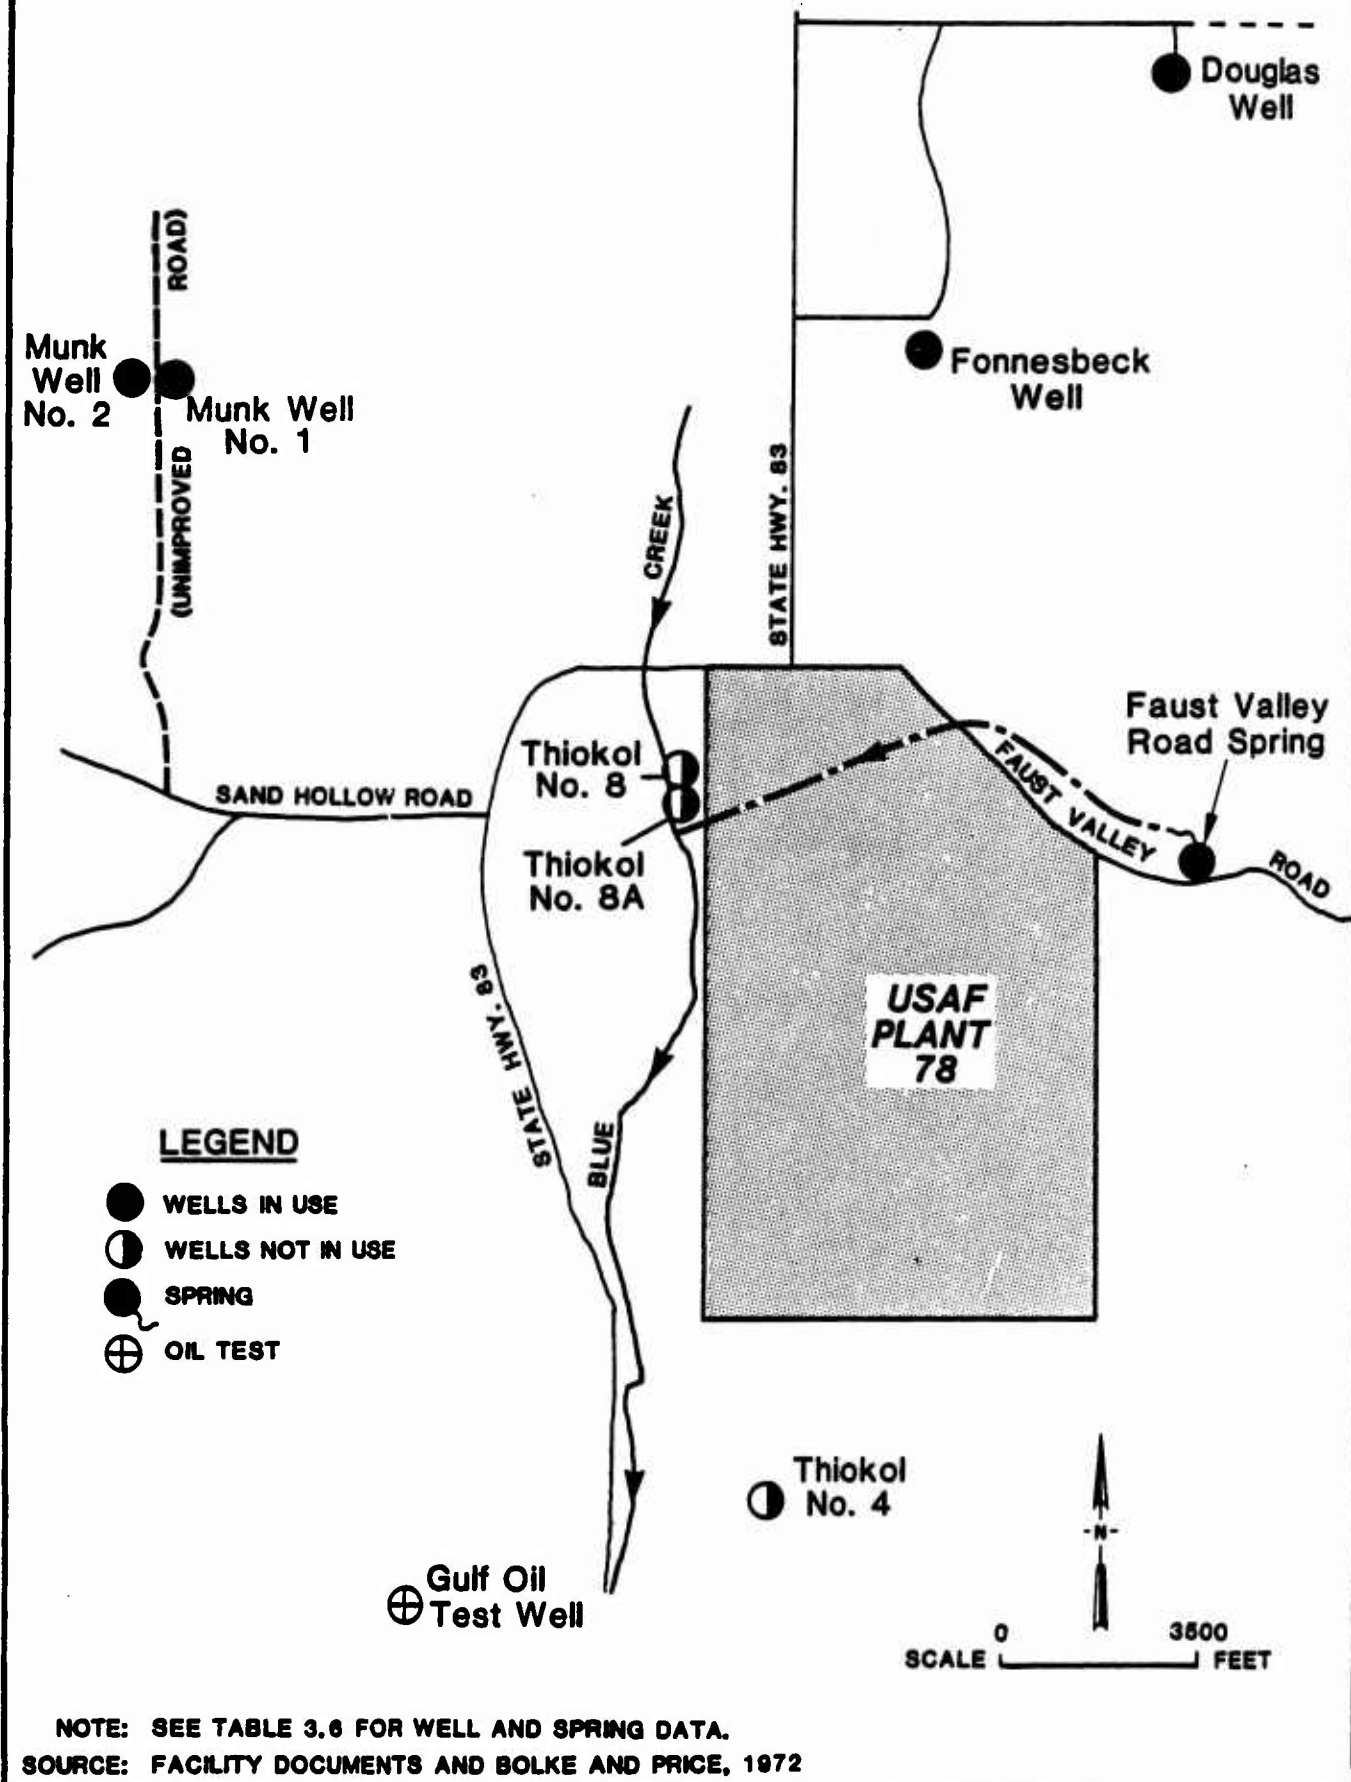 Douglas
Well
ROAD)
Munk
Well
No. 2
Munk Well
No. 1
(UNIMPROVED
Fonnesbeck
Well
STATE HWY. 83
CREEK
Faust Valley
Road Spring
Thiokol
No. 8
SAND HOLLOW ROAD
FAUST VALLEY
ROAD
Thiokol
No. 8A
STATE HWY. 83
USAF
PLANT
78
BLUE
LEGEND
WELLS IN USE
WELLS NOT IN USE
SPRING
OIL TEST
Thiokol
No. 4
-N-
Gulf Oil
Test Well
0 3500
SCALE FEET
NOTE: SEE TABLE 3.6 FOR WELL AND SPRING DATA.
SOURCE: FACILITY DOCUMENTS AND BOLKE AND PRICE, 1972